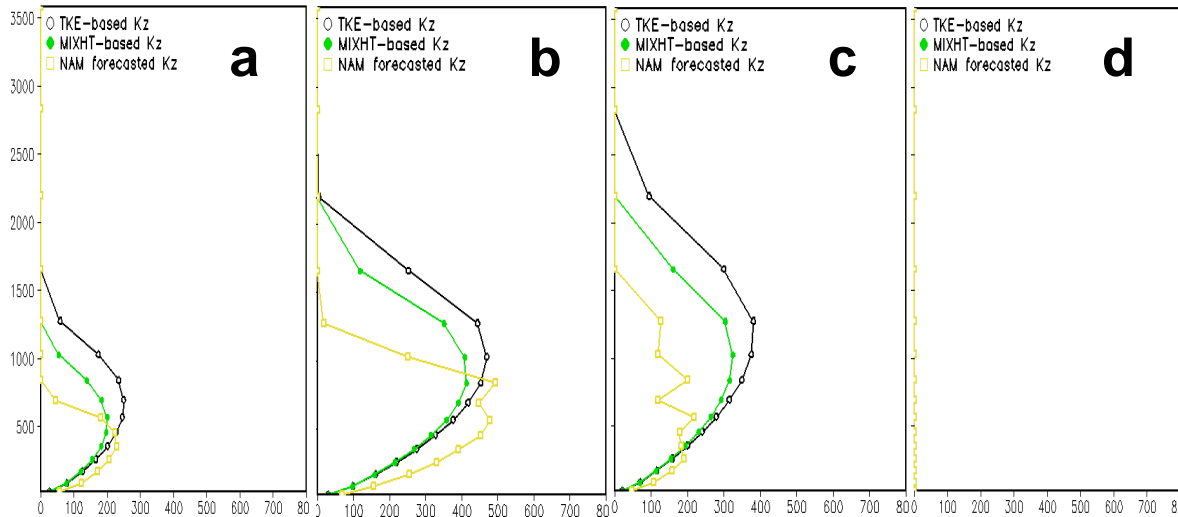 TKE-based Kz
MIXHT-based Kz
NAM forecasted Kz
a
TKE-based Kz
MIXHT-based Kz
NAM forecasted Kz
b
TKE-based Kz
MIXHT-based Kz
NAM forecasted Kz
c
TKE-based Kz
MIXHT-based Kz
NAM forecasted Kz
d
3500
3000
2500
2000
1500
1000
500
0 100 200 300 400 500 600 700 800
0 100 200 300 400 500 600 700 80
0 100 200 300 400 500 600 700 800
0 100 200 300 400 500 600 700 80